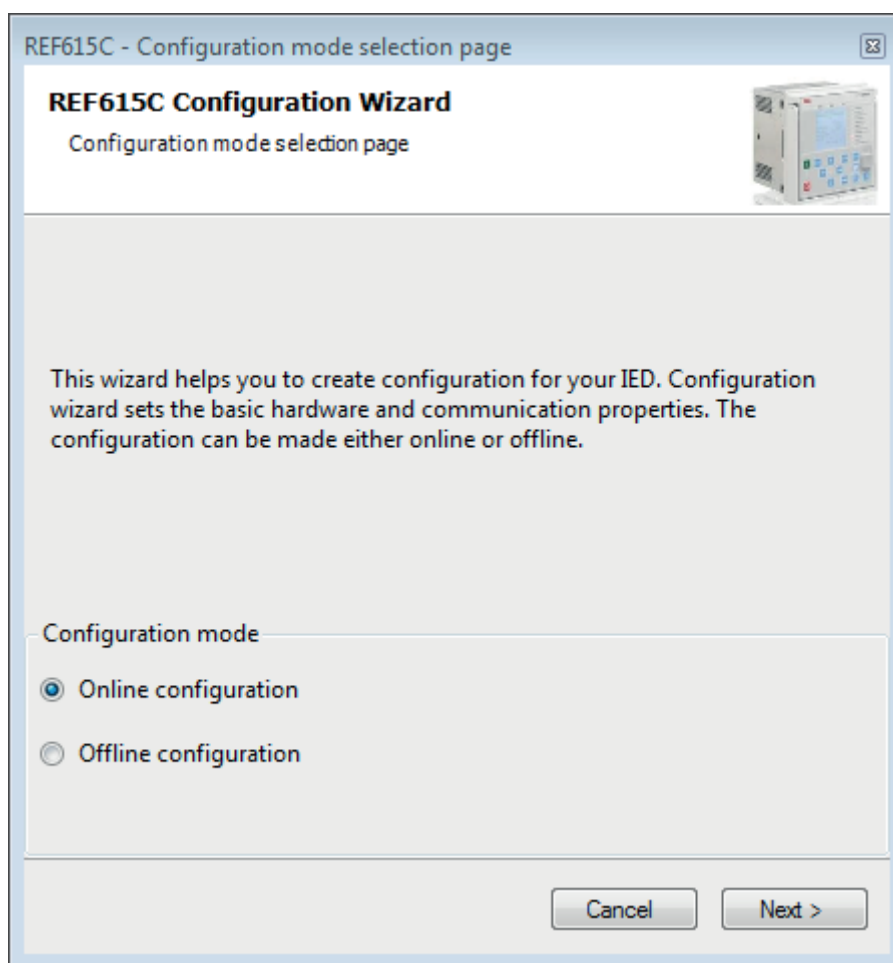 REF615C - Configuration mode selection page
REF615C Configuration Wizard
Configuration mode selection page
This wizard helps you to create configuration for your IED. Configuration
wizard sets the basic hardware and communication properties. The
configuration can be made either online or offline.
Configuration mode
Online configuration
Offline configuration
Cancel
Next >